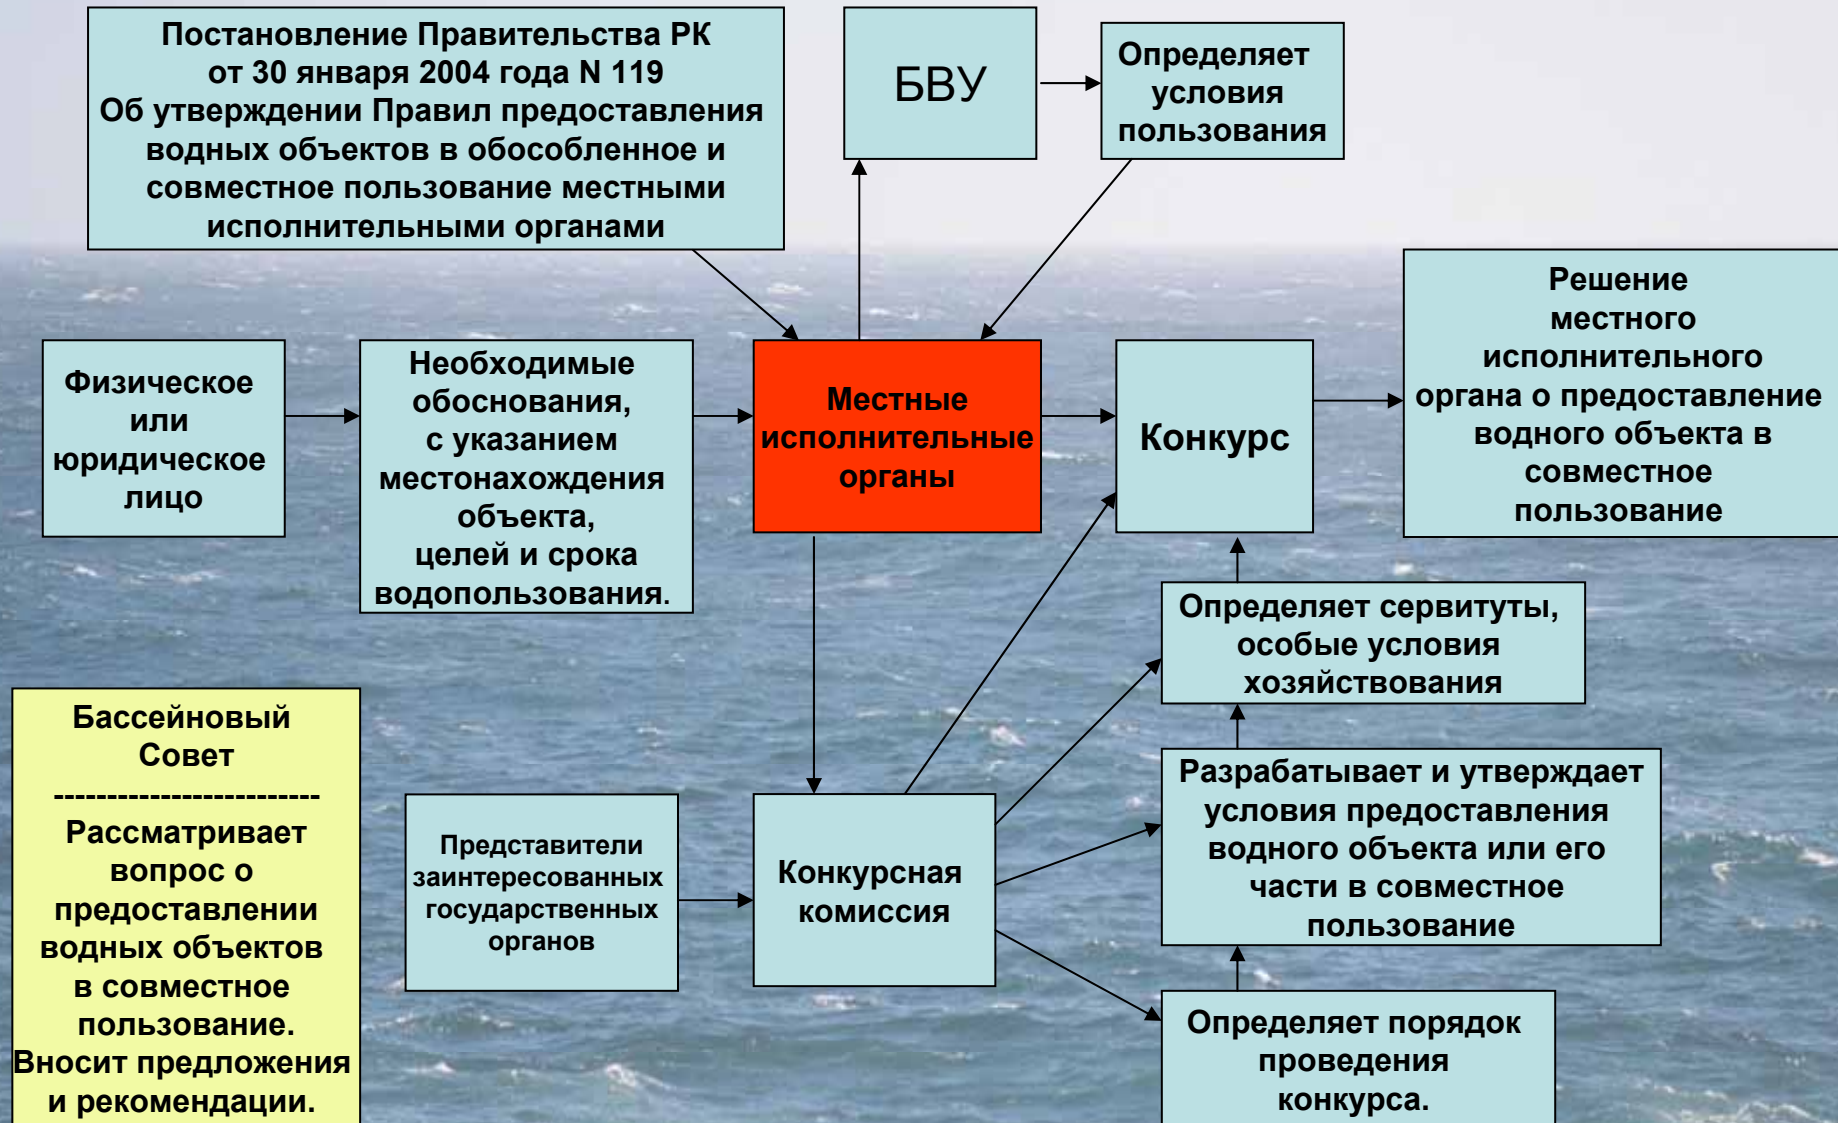 Постановление Правительства РК
от 30 января 2004 года N 119
Об утверждении Правил предоставления
водных объектов в обособленное и
совместное пользование местными
исполнительными органами
БВУ
Определяет
условия
пользования
Физическое
или
юридическое
лицо
Необходимые
обоснования,
с указанием
местонахождения
объекта,
целей и срока
водопользования.
Местные
исполнительные
органы
Конкурс
Решение
местного
исполнительного
органа о предоставление
водного объекта в
совместное
пользование
Определяет сервитуты,
особые условия
хозяйствования
Бассейновый
Совет
-------------------------
Рассматривает
вопрос о
предоставлении
водных объектов
в совместное
пользование.
Вносит предложения
и рекомендации.
Представители
заинтересованных
государственных
органов
Конкурсная
комиссия
Разрабатывает и утверждает
условия предоставления
водного объекта или его
части в совместное
пользование
Определяет порядок
проведения
конкурса.